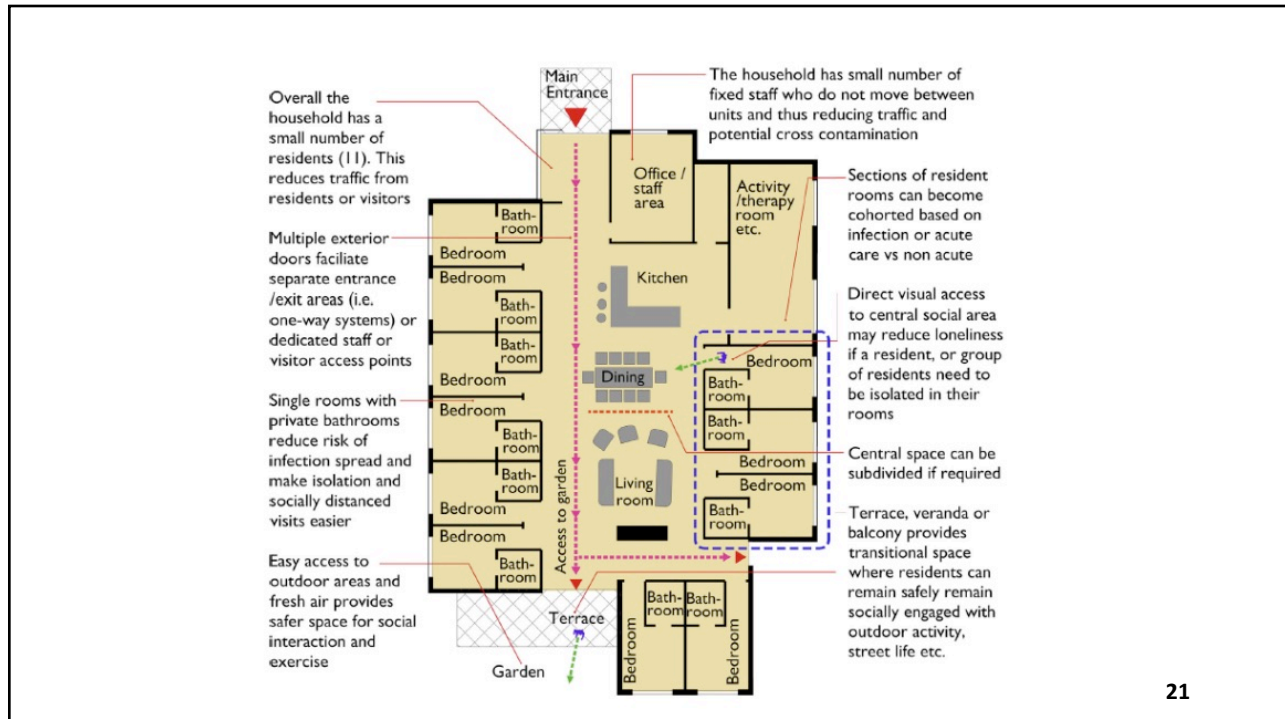 Main
Entrance
Overall the
household has a
small number of
residents (11). This
reduces traffic from
residents or visitors
Multiple exterior
doors faciliate
separate entrance
/exit areas (i.e.
one-way systems) or
dedicated staff or
visitor access points
Single rooms with
private bathrooms
reduce risk of
infection spread and
make isolation and
socially distanced
visits easier
Easy access to
outdoor areas and
fresh air provides
safer space for social
interaction and
exercise
Bath-
room
Bedroom
Bedroom
Bath-
room
Bath-
room
Bedroom
Bedroom
Bath-
room
Bath-
room
Bedroom
Bedroom
Bath-
room
Office /
staff
area
Activity
/therapy
room
etc.
Kitchen
Dining
Living
room
Access to garden
Terrace
Garden
Bedroom
Bath-
room
Bath-
room
Bedroom
Bedroom
Bath-
room
Bath-
room
Bath-
room
Bedroom
Bedroom
The household has small number of
fixed staff who do not move between
units and thus reducing traffic and
potential cross contamination
Sections of resident
rooms can become
cohorted based on
infection or acute
care vs non acute
Direct visual access
to central social area
may reduce loneliness
if a resident, or group
of residents need to
be isolated in their
rooms
Central space can be
subdivided if required
Terrace, veranda or
balcony provides
transitional space
where residents can
remain safely remain
socially engaged with
outdoor activity,
street life etc.
21